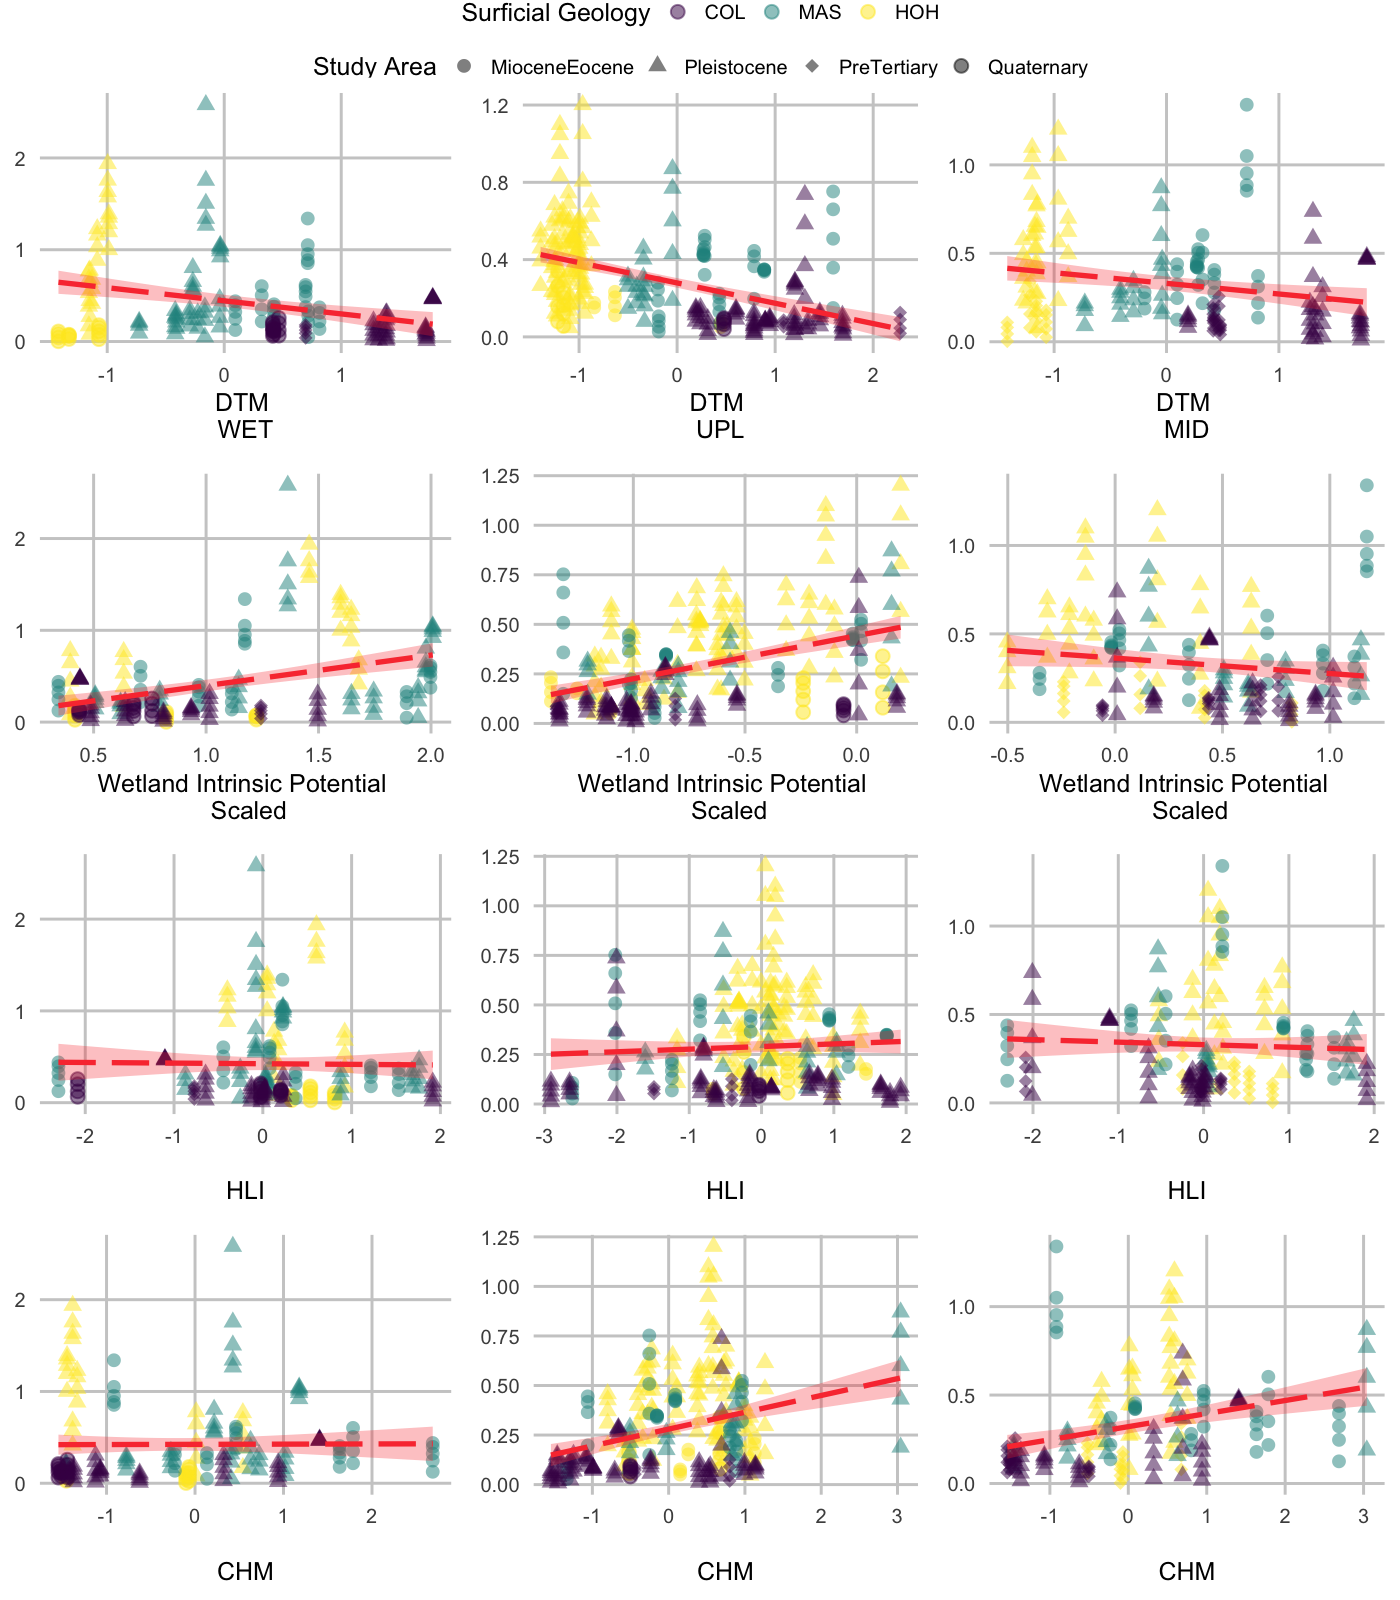 Surficial Geology COL MAS HOH
Study Area MioceneEocene Pleistocene PreTertiary Quaternary
2
1
0
-1 0 1
DTM
WET
1.2
0.8
0.4
0.0
-1 0 1 2
DTM
UPL
1.0
0.5
0.0
-1 0 1
DTM
MID
2
1
0
0.5 1.0 1.5 2.0
Wetland Intrinsic Potential
Scaled
1.25
1.00
0.75
0.50
0.25
0.00
-1.0 -0.5 0.0
Wetland Intrinsic Potential
Scaled
1.0
0.5
0.0
-0.5 0.0 0.5 1.0
Wetland Intrinsic Potential
Scaled
2
1
0
-2 -1 0 1 2
HLI
1.25
1.00
0.75
0.50
0.25
0.00
-3 -2 -1 0 1 2
HLI
1.0
0.5
0.0
-2 -1 0 1 2
HLI
2
1
0
-1 0 1 2
CHM
1.25
1.00
0.75
0.50
0.25
0.00
-1 0 1 2 3
CHM
1.0
0.5
0.0
-1 0 1 2 3
CHM